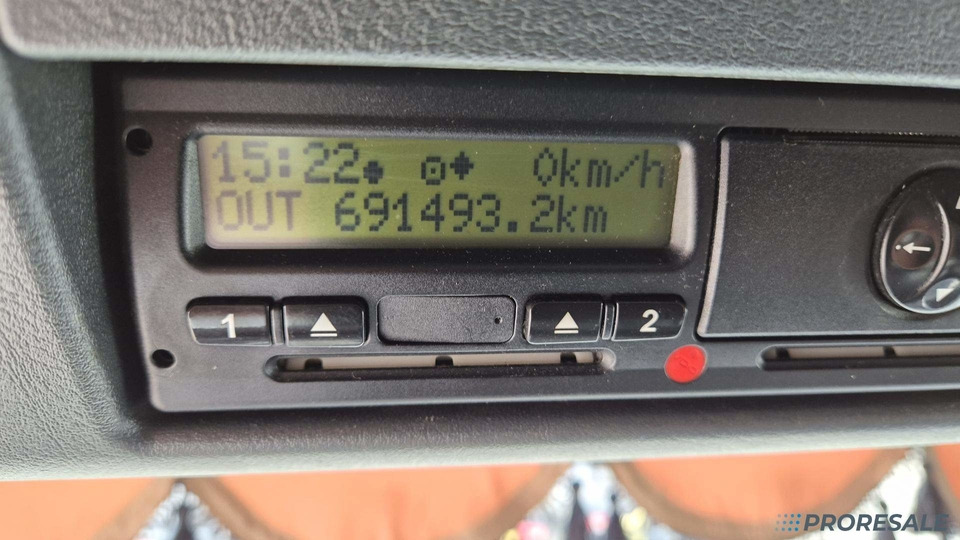 15:22 0km/h
OUT 691493.2km
1
2
PRORESALE